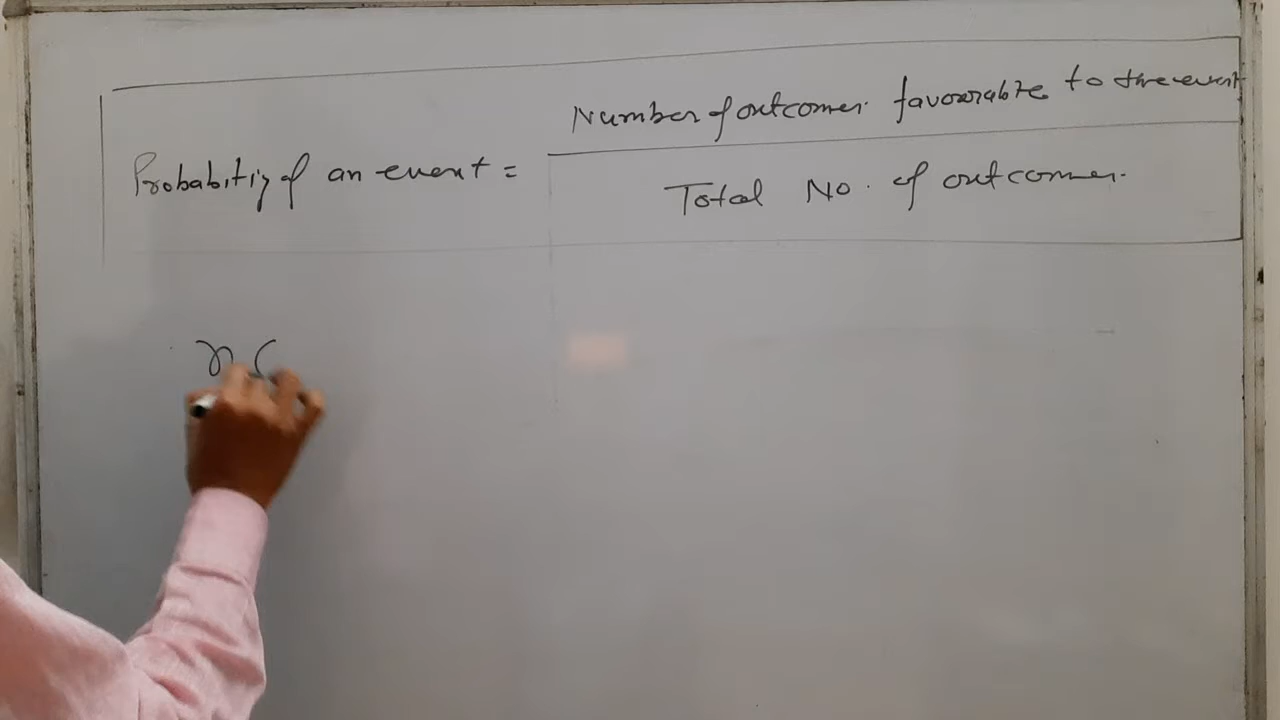 Number of outcomes favourable to the event
Probability of an event =
Total No. of outcomes.
n (